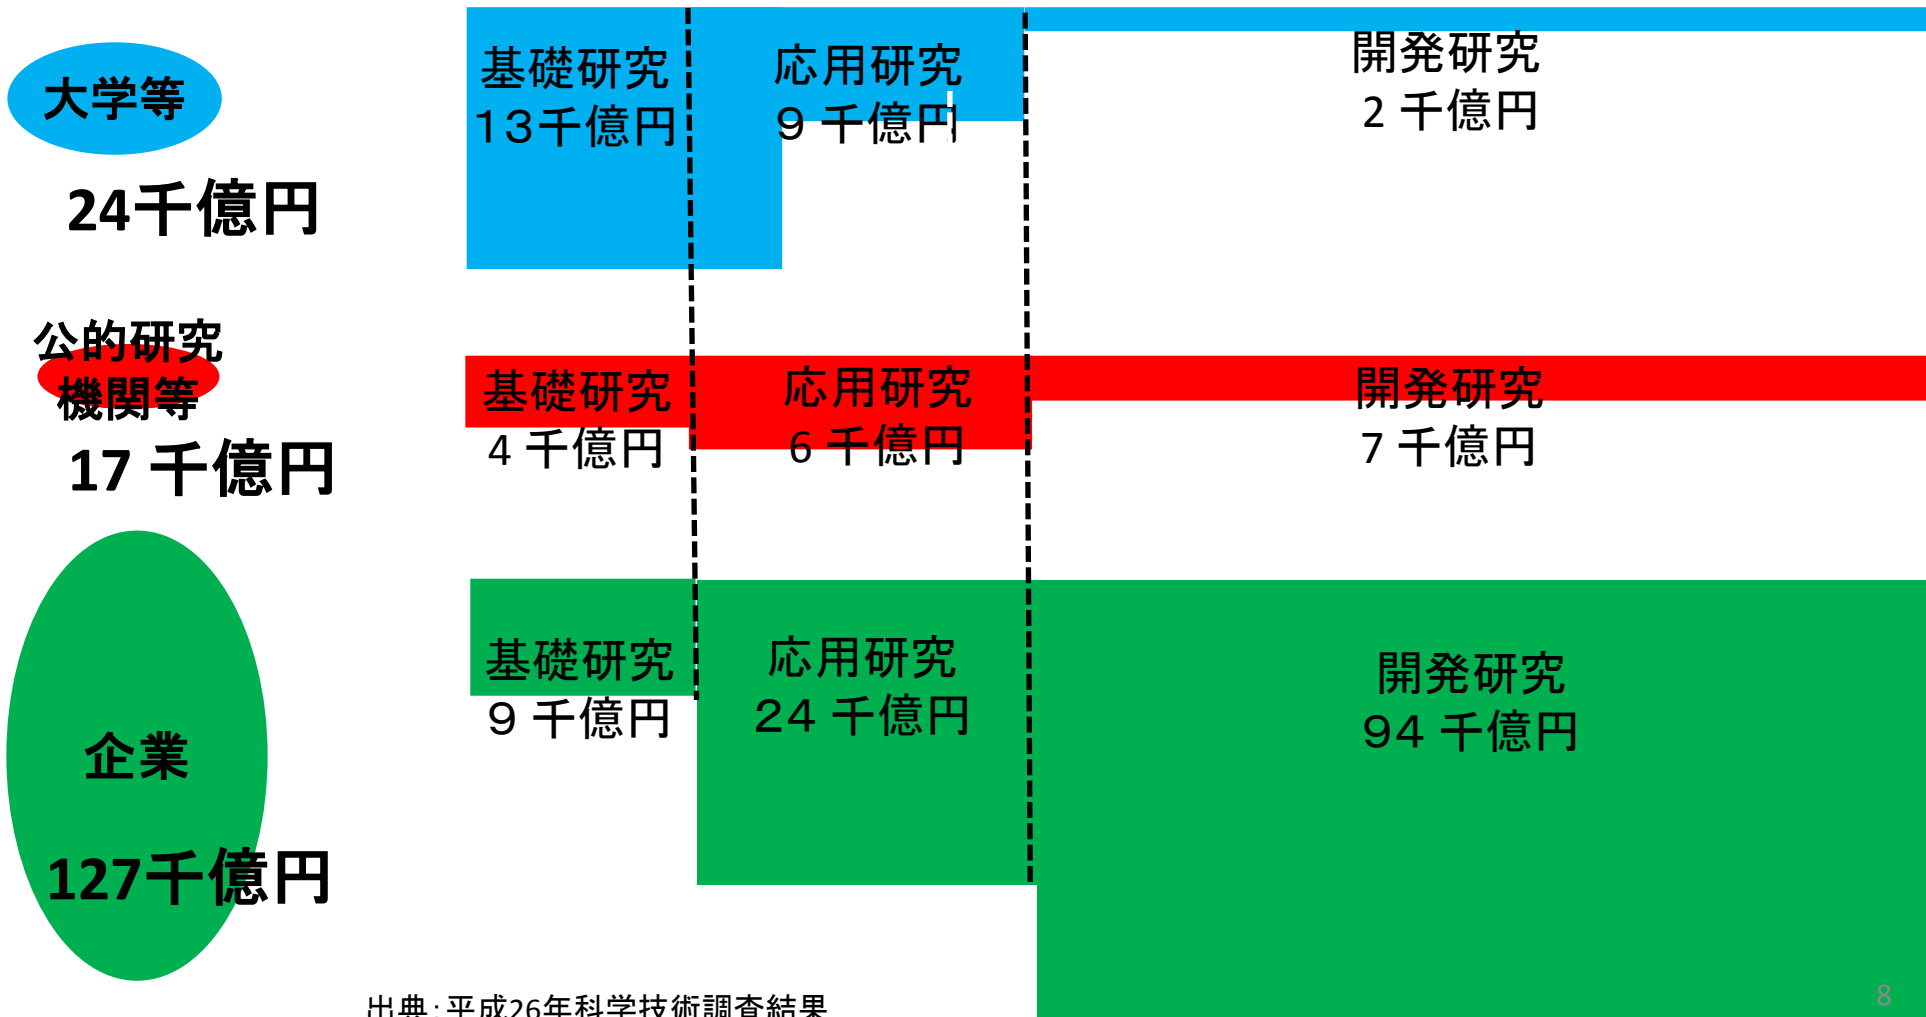 大学等
24千億円
基礎研究
13千億円
応用研究
9 千億円
開発研究
2 千億円
公的研究
機関等
17 千億円
基礎研究
4 千億円
応用研究
6 千億円
開発研究
7 千億円
企業
127千億円
基礎研究
9 千億円
応用研究
24 千億円
開発研究
94 千億円
出典:平成26年科学技術調査結果
8